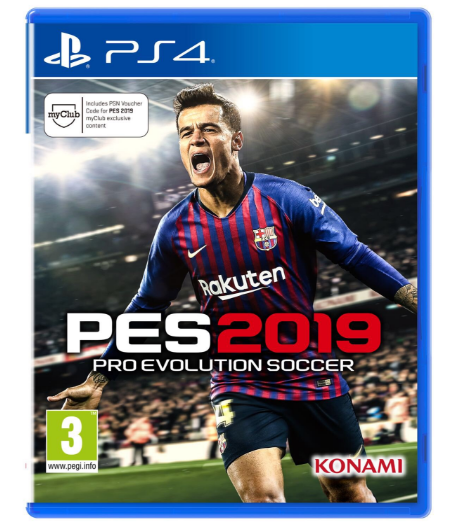 PS4
myClub
Includes PSN Voucher
Code for PES 2019
myClub exclusive
content
Rakuten
PES2019
PRO EVOLUTION SOCCER
4
3
www.pegi.info
KONAMI